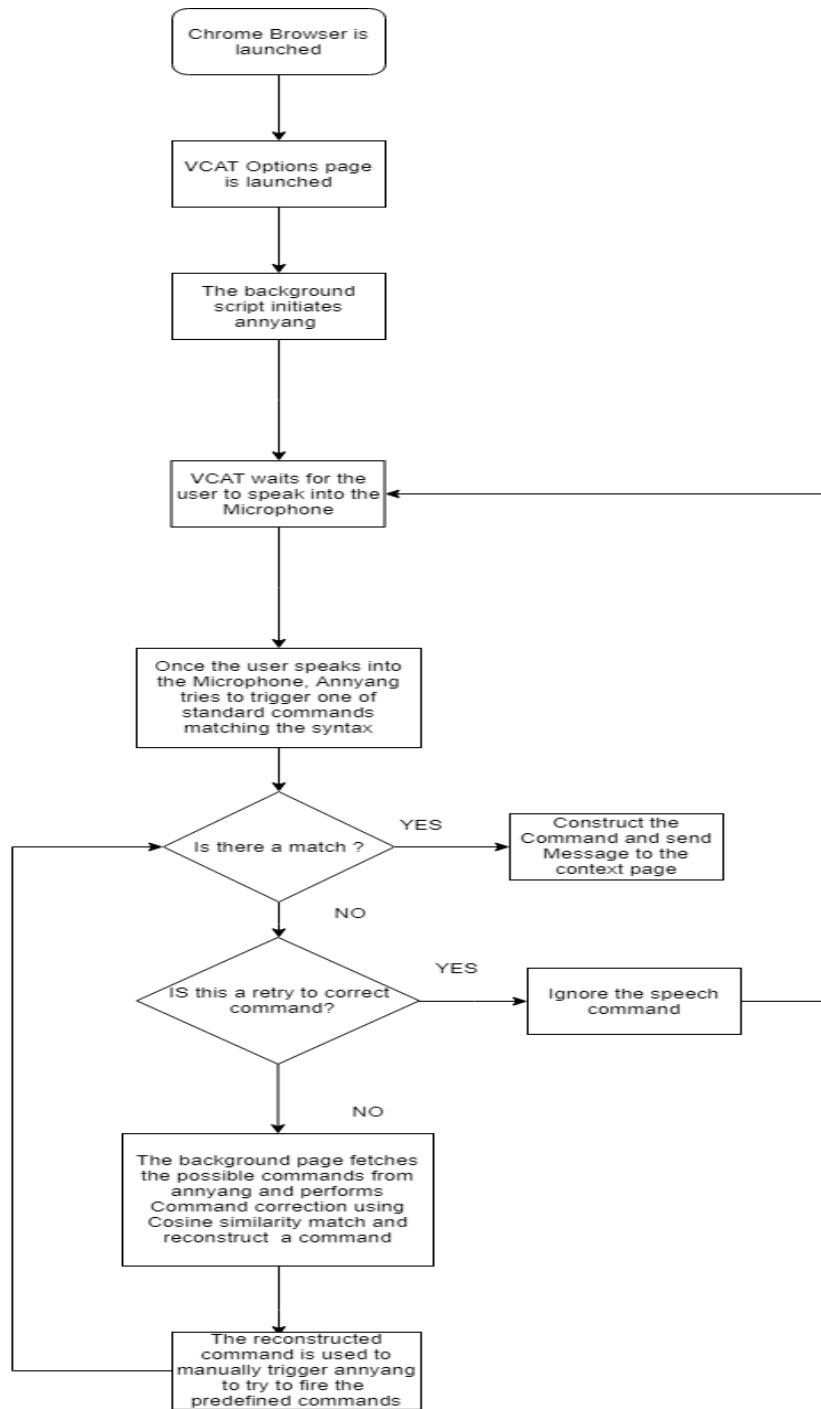 Chrome Browser is
launched
VCAT Options page
is launched
The background
script initiates
annyang
VCAT waits for the
user to speak into the
Microphone
Once the user speaks into
the Microphone, Annyang
tries to trigger one of
standard commands
matching the syntax
Is there a match ?
YES
Construct the
Command and send
Message to the
context page
NO
IS this a retry to correct
command?
YES
Ignore the speech
command
NO
The background page fetches
the possible commands from
annyang and performs
Command correction using
Cosine similarity match and
reconstruct a command
The reconstructed
command is used to
manually trigger annyang
to try to fire the
predefined commands